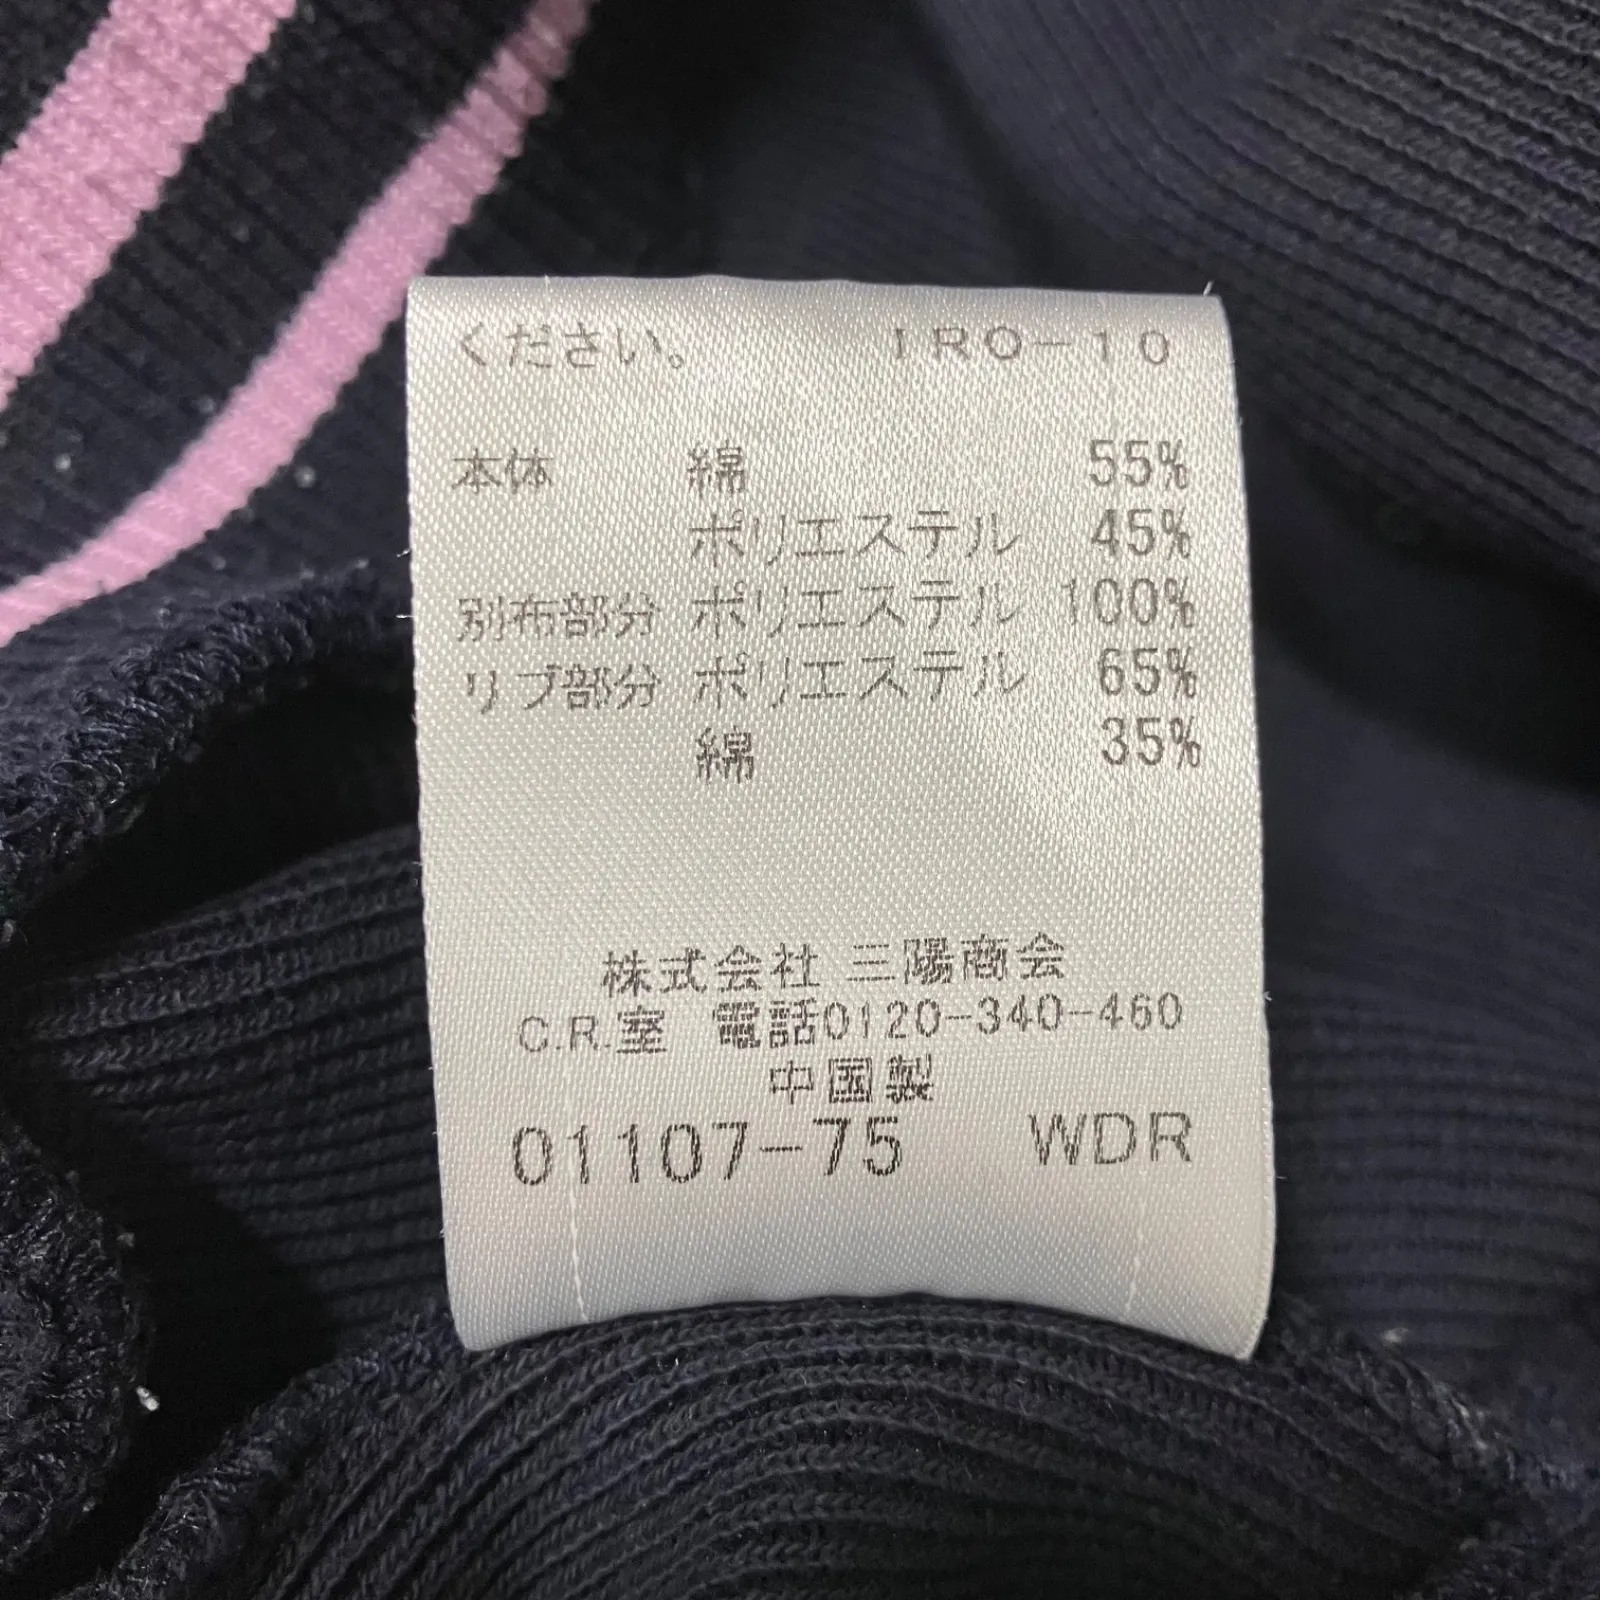 ください。 IRO-10
本体 綿 55%
ポリエステル 45%
別布部分 ポリエステル 100%
リブ部分 ポリエステル 65%
綿 35%
株式会社 三陽商会
C.R.室 電話0120-340-460
中国製
01107-75 WDR